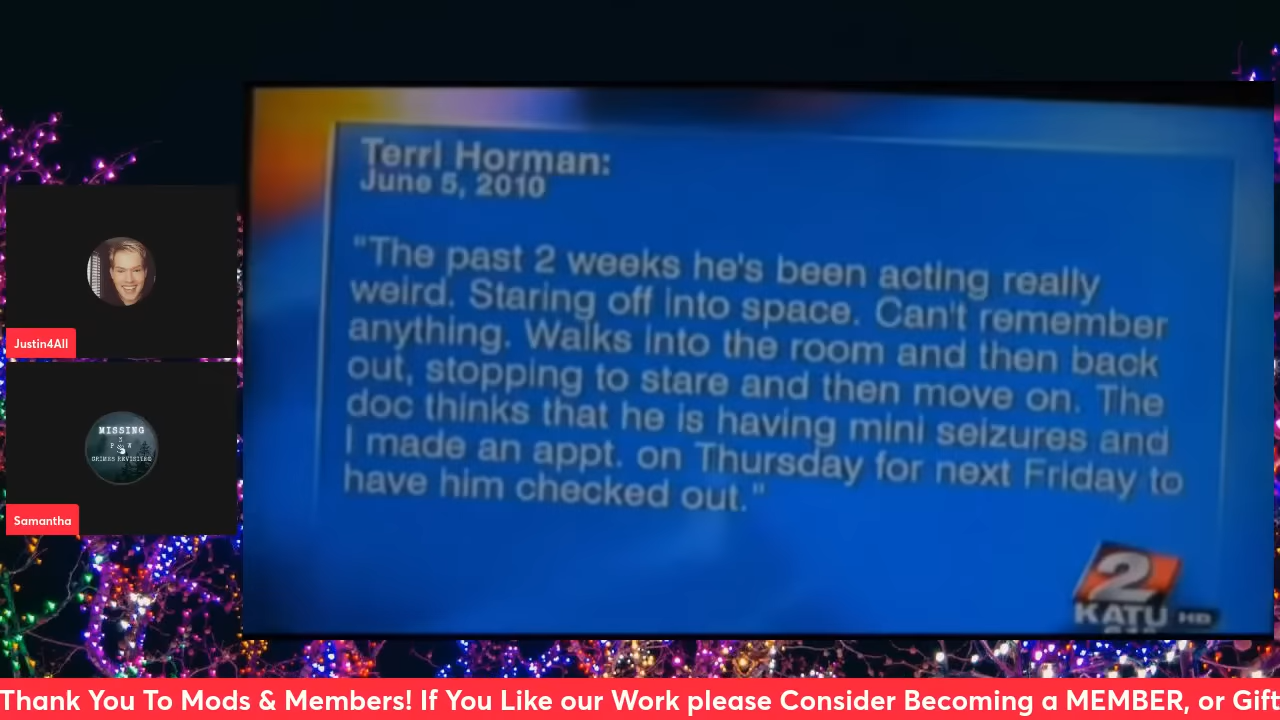 Terri Horman:
June 5, 2010
"The past 2 weeks he's been acting really
weird. Staring off into space. Can't remember
anything. Walks into the room and then back
out, stopping to stare and then move on. The
doc thinks that he is having mini seizures and
I made an appt. on Thursday for next Friday to
have him checked out."
2
KATU HD
Justin4All
MISSING
CRIMES REVISITED
Samantha
Thank You To Mods & Members! If You Like our Work please Consider Becoming a MEMBER, or Gift